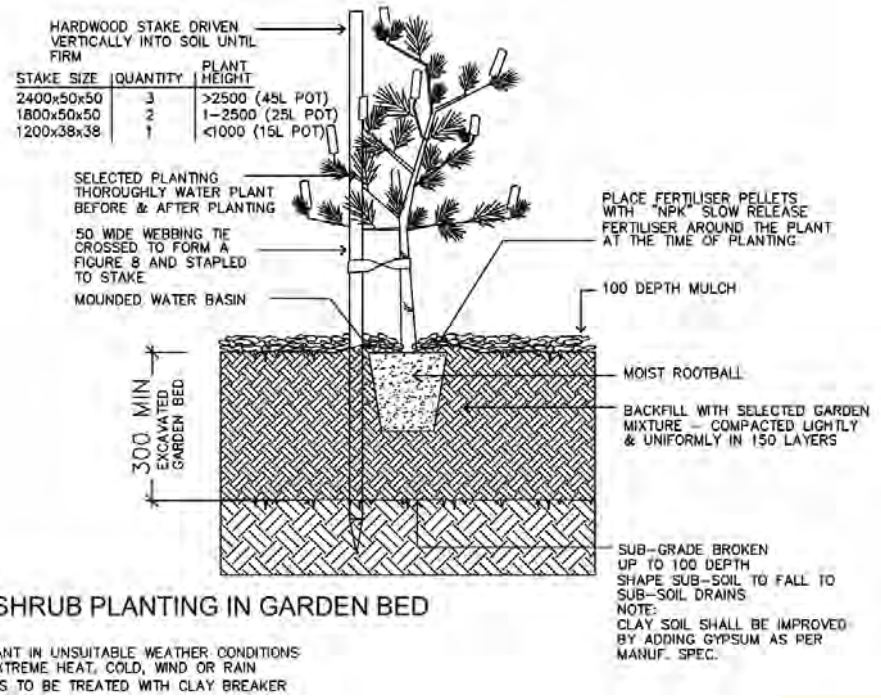 HARDWOOD STAKE DRIVEN
VERTICALLY INTO SOIL UNTIL
FIRM
STAKE SIZE QUANTITY PLANT HEIGHT
2400x50x50 3 >2500 (45L POT)
1800x50x50 2 1-2500 (25L POT)
1200x38x38 1 <1000 (15L POT)
SELECTED PLANTING
THOROUGHLY WATER PLANT
BEFORE & AFTER PLANTING
50 WIDE WEBBING TIE
CROSSED TO FORM A
FIGURE 8 AND STAPLED
TO STAKE
MOUNDED WATER BASIN
300 MIN
EXCAVATED
GARDEN BED
PLACE FERTILISER PELLETS
WITH "NPK" SLOW RELEASE
FERTILISER AROUND THE PLANT
AT THE TIME OF PLANTING
100 DEPTH MULCH
MOIST ROOTBALL
BACKFILL WITH SELECTED GARDEN
MIXTURE – COMPACTED LIGHTLY
& UNIFORMLY IN 150 LAYERS
SUB-GRADE BROKEN
UP TO 100 DEPTH
SHAPE SUB-SOIL TO FALL TO
SUB-SOIL DRAINS
NOTE:
CLAY SOIL SHALL BE IMPROVED
BY ADDING GYPSUM AS PER
MANUF. SPEC.
SHRUB PLANTING IN GARDEN BED
ANT IN UNSUITABLE WEATHER CONDITIONS
XTREME HEAT, COLD, WIND OR RAIN
S TO BE TREATED WITH CLAY BREAKER